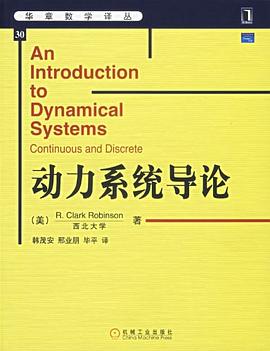 华章数学译丛
30
An
Introduction
to
Dynamical
Systems
Continuous and Discrete
动力系统导论
(美) R. Clark Robinson 著
西北大学
韩茂安 邢业朋 毕平 译
机械工业出版社
China Machine Press